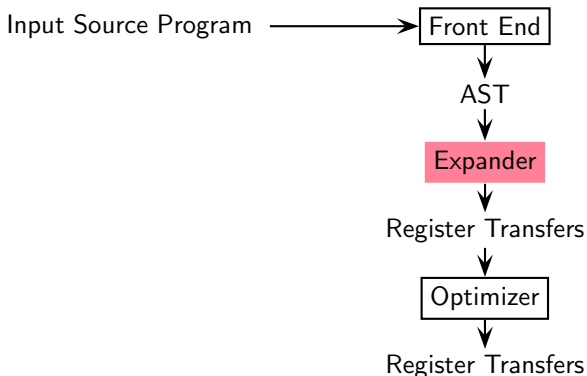 Input Source Program
Front End
AST
Expander
Register Transfers
Optimizer
Register Transfers